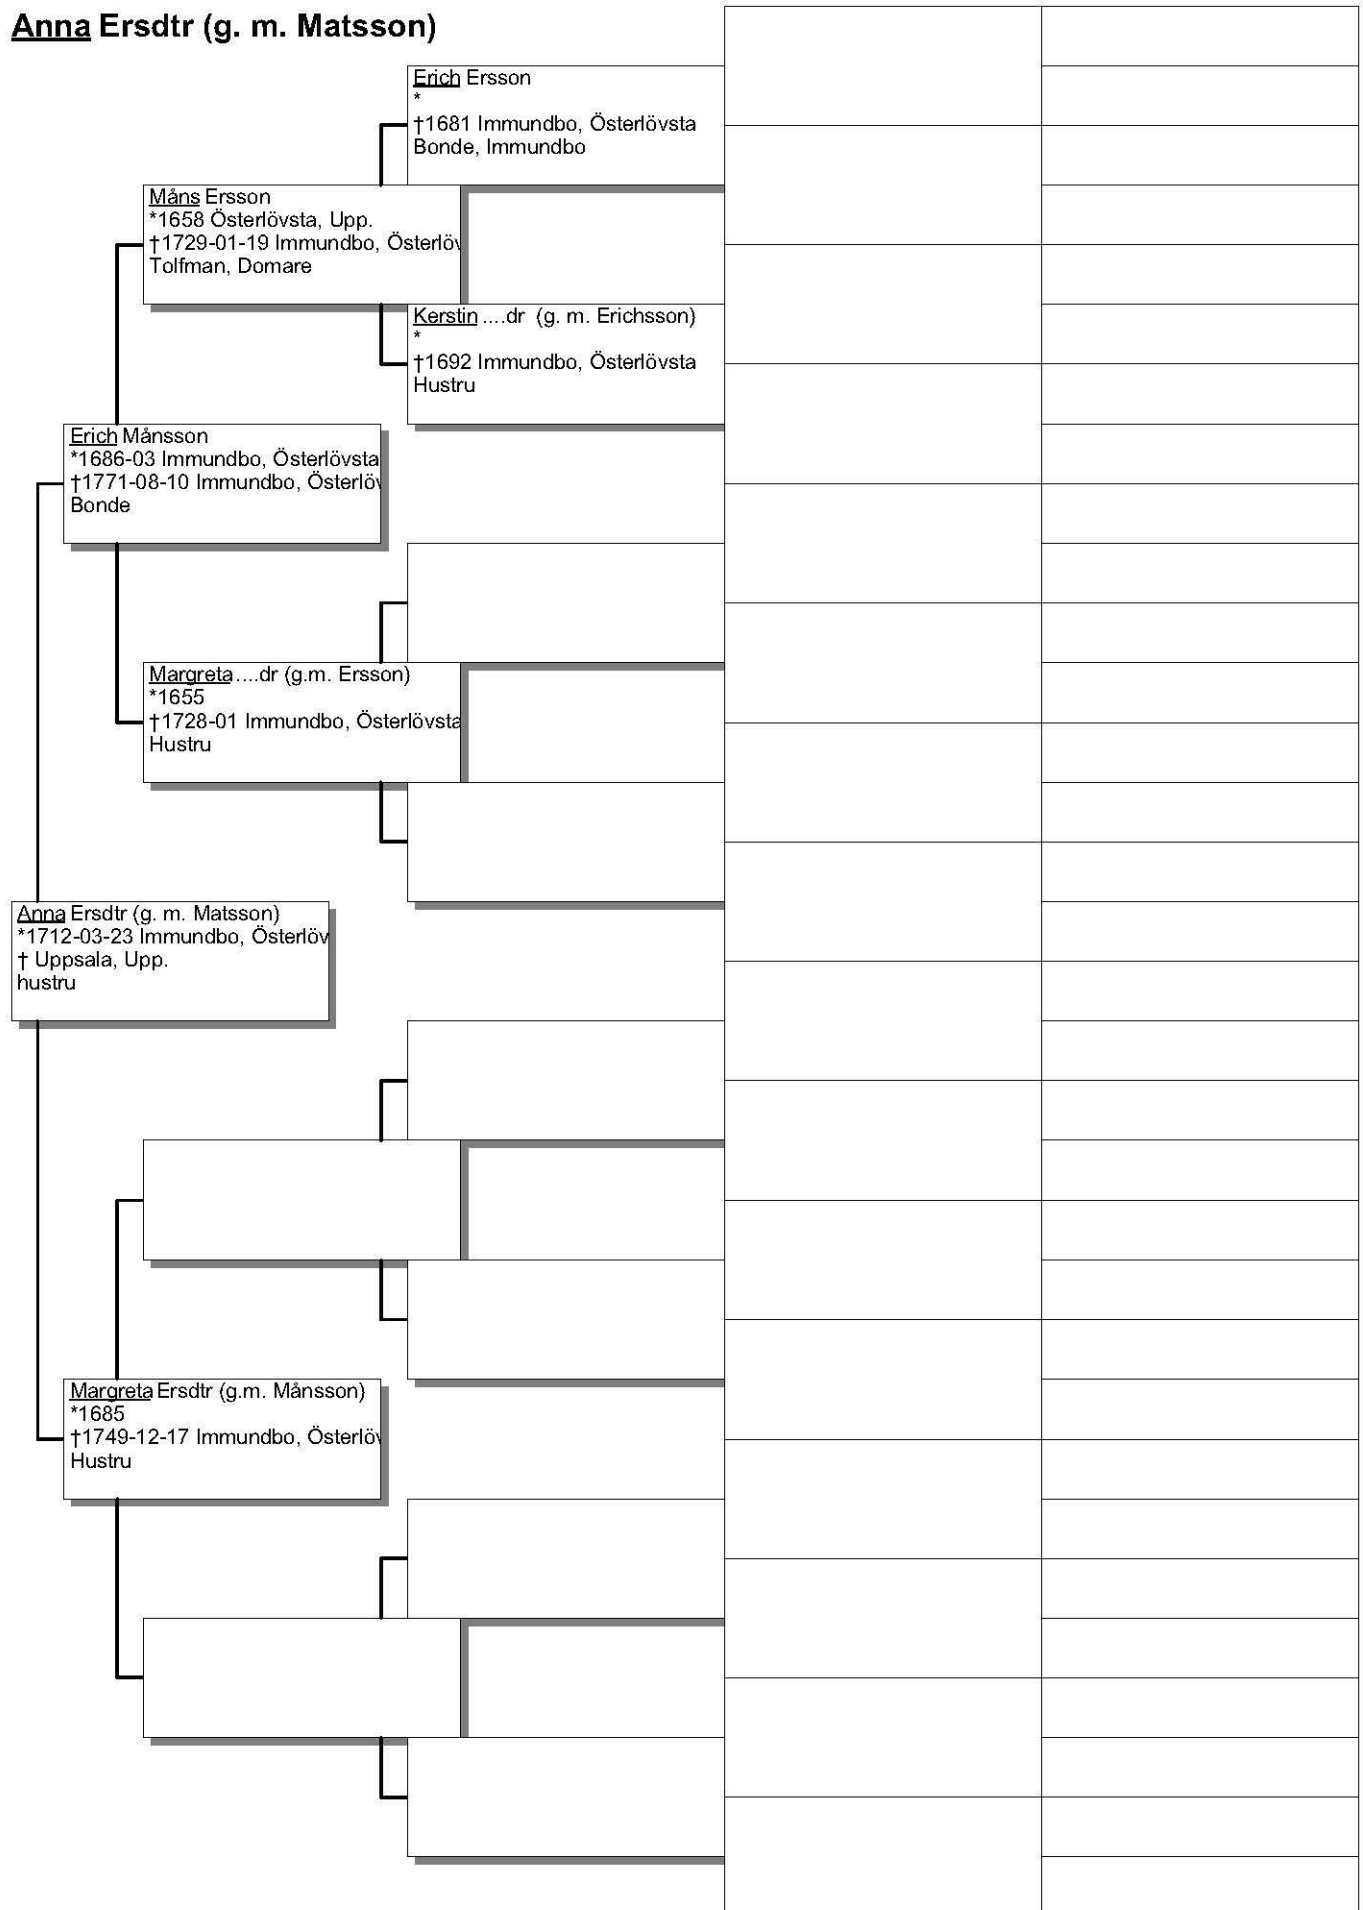 Anna Ersdtr (g. m. Matsson)
Erich Ersson
*
†1681 Immundbo, Österlövsta
Bonde, Immundbo
Måns Ersson
*1658 Österlövsta, Upp.
†1729-01-19 Immundbo, Österlöv
Tolfman, Domare
Kerstin ....dr (g. m. Erichsson)
*
†1692 Immundbo, Österlövsta
Hustru
Erich Månsson
*1686-03 Immundbo, Österlövsta
†1771-08-10 Immundbo, Österlöv
Bonde
Margreta ....dr (g.m. Ersson)
*1655
†1728-01 Immundbo, Österlövsta
Hustru
Anna Ersdtr (g. m. Matsson)
*1712-03-23 Immundbo, Österlöv
† Uppsala, Upp.
hustru
Margreta Ersdtr (g.m. Månsson)
*1685
†1749-12-17 Immundbo, Österlöv
Hustru